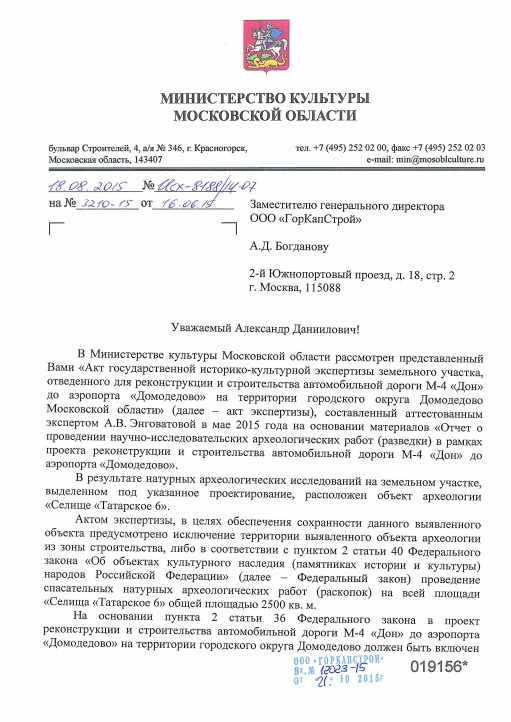 МИНИСТЕРСТВО КУЛЬТУРЫ
МОСКОВСКОЙ ОБЛАСТИ
бульвар Строителей, 4, а/я № 346, г. Красногорск,
Московская область, 143407
тел. +7 (495) 252 02 00, факс +7 (495) 252 02 03
e-mail: min@mosoblculture.ru
18.08.2015 № Исх-8188/14-07
на № 3210-15 от 16.06.15
Заместителю генерального директора
ООО «ГорКапСтрой»
А.Д. Богданову
2-й Южнопортовый проезд, д. 18, стр. 2
г. Москва, 115088
Уважаемый Александр Даниилович!
В Министерстве культуры Московской области рассмотрен представленный
Вами «Акт государственной историко-культурной экспертизы земельного участка,
отведенного для реконструкции и строительства автомобильной дороги М-4 «Дон»
до аэропорта «Домодедово» на территории городского округа Домодедово
Московской области» (далее – акт экспертизы), составленный аттестованным
экспертом А.В. Энговатовой в мае 2015 года на основании материалов «Отчет о
проведении научно-исследовательских археологических работ (разведки) в рамках
проекта реконструкции и строительства автомобильной дороги М-4 «Дон» до
аэропорта «Домодедово».
В результате натурных археологических исследований на земельном участке,
выделенном под указанное проектирование, расположен объект археологии
«Селище «Татарское 6».
Актом экспертизы, в целях обеспечения сохранности данного выявленного
объекта предусмотрено исключение территории выявленного объекта археологии
из зоны строительства, либо в соответствии с пунктом 2 статьи 40 Федерального
закона «Об объектах культурного наследия (памятниках истории и культуры)
народов Российской Федерации» (далее – Федеральный закон) проведение
спасательных натурных археологических работ (раскопок) на всей площади
«Селища «Татарское 6» общей площадью 2500 кв. м.
На основании пункта 2 статьи 36 Федерального закона в проект
реконструкции и строительства автомобильной дороги М-4 «Дон» до аэропорта
«Домодедово» на территории городского округа Домодедово должен быть включен
ООО «ГОРКАПСТРОЙ»
Вх. № 12023-15
От "21" 10 2015г
019156*